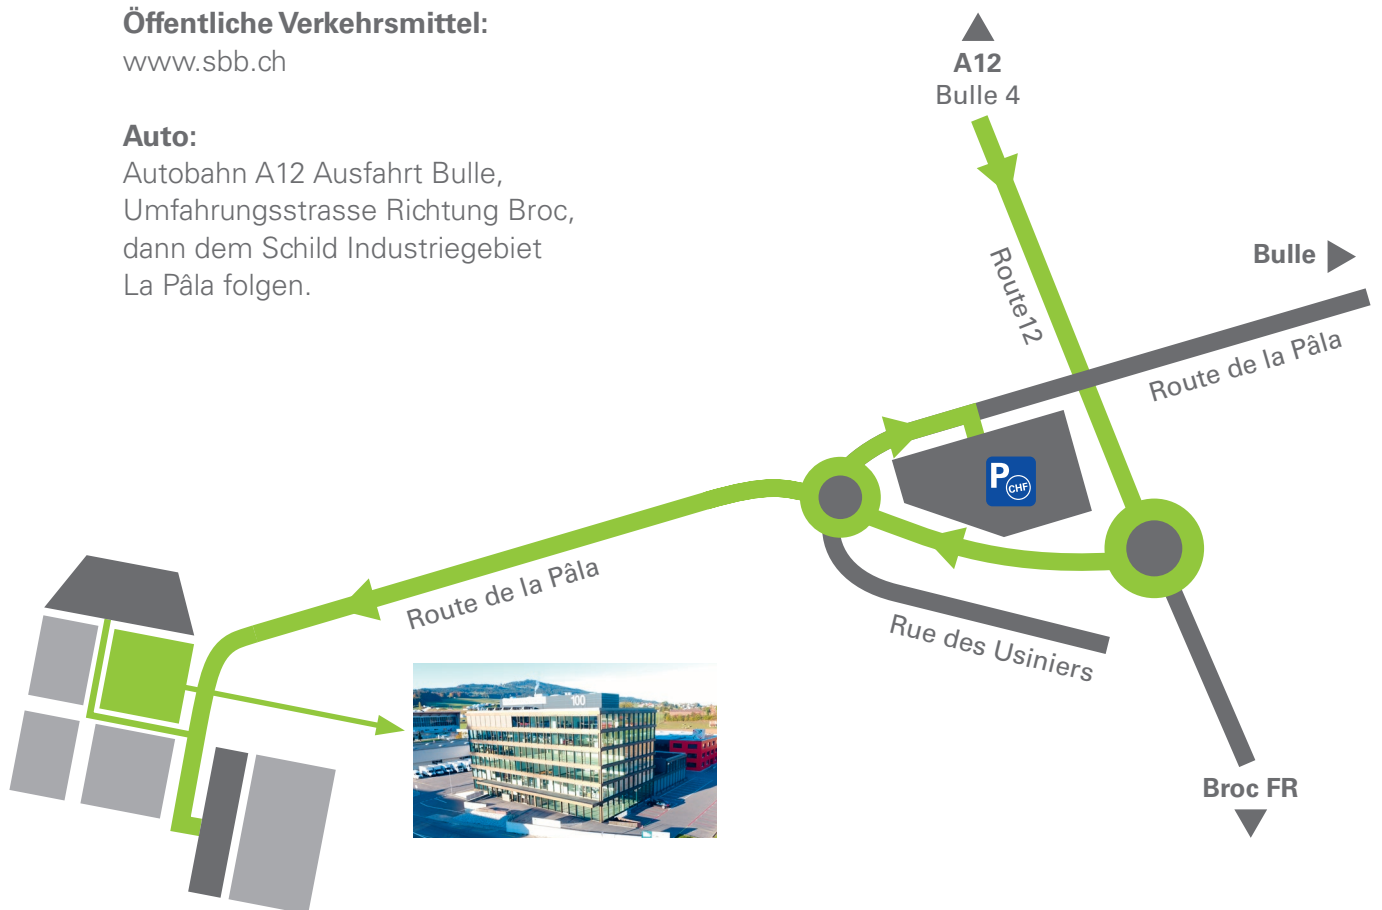 Öffentliche Verkehrsmittel:
www.sbb.ch
Auto:
Autobahn A12 Ausfahrt Bulle,
Umfahrungsstrasse Richtung Broc,
dann dem Schild Industriegebiet
La Pâla folgen.
A12
Bulle 4
Route12
Bulle
Route de la Pâla
P
CHF
Route de la Pâla
Rue des Usiniers
100
Broc FR